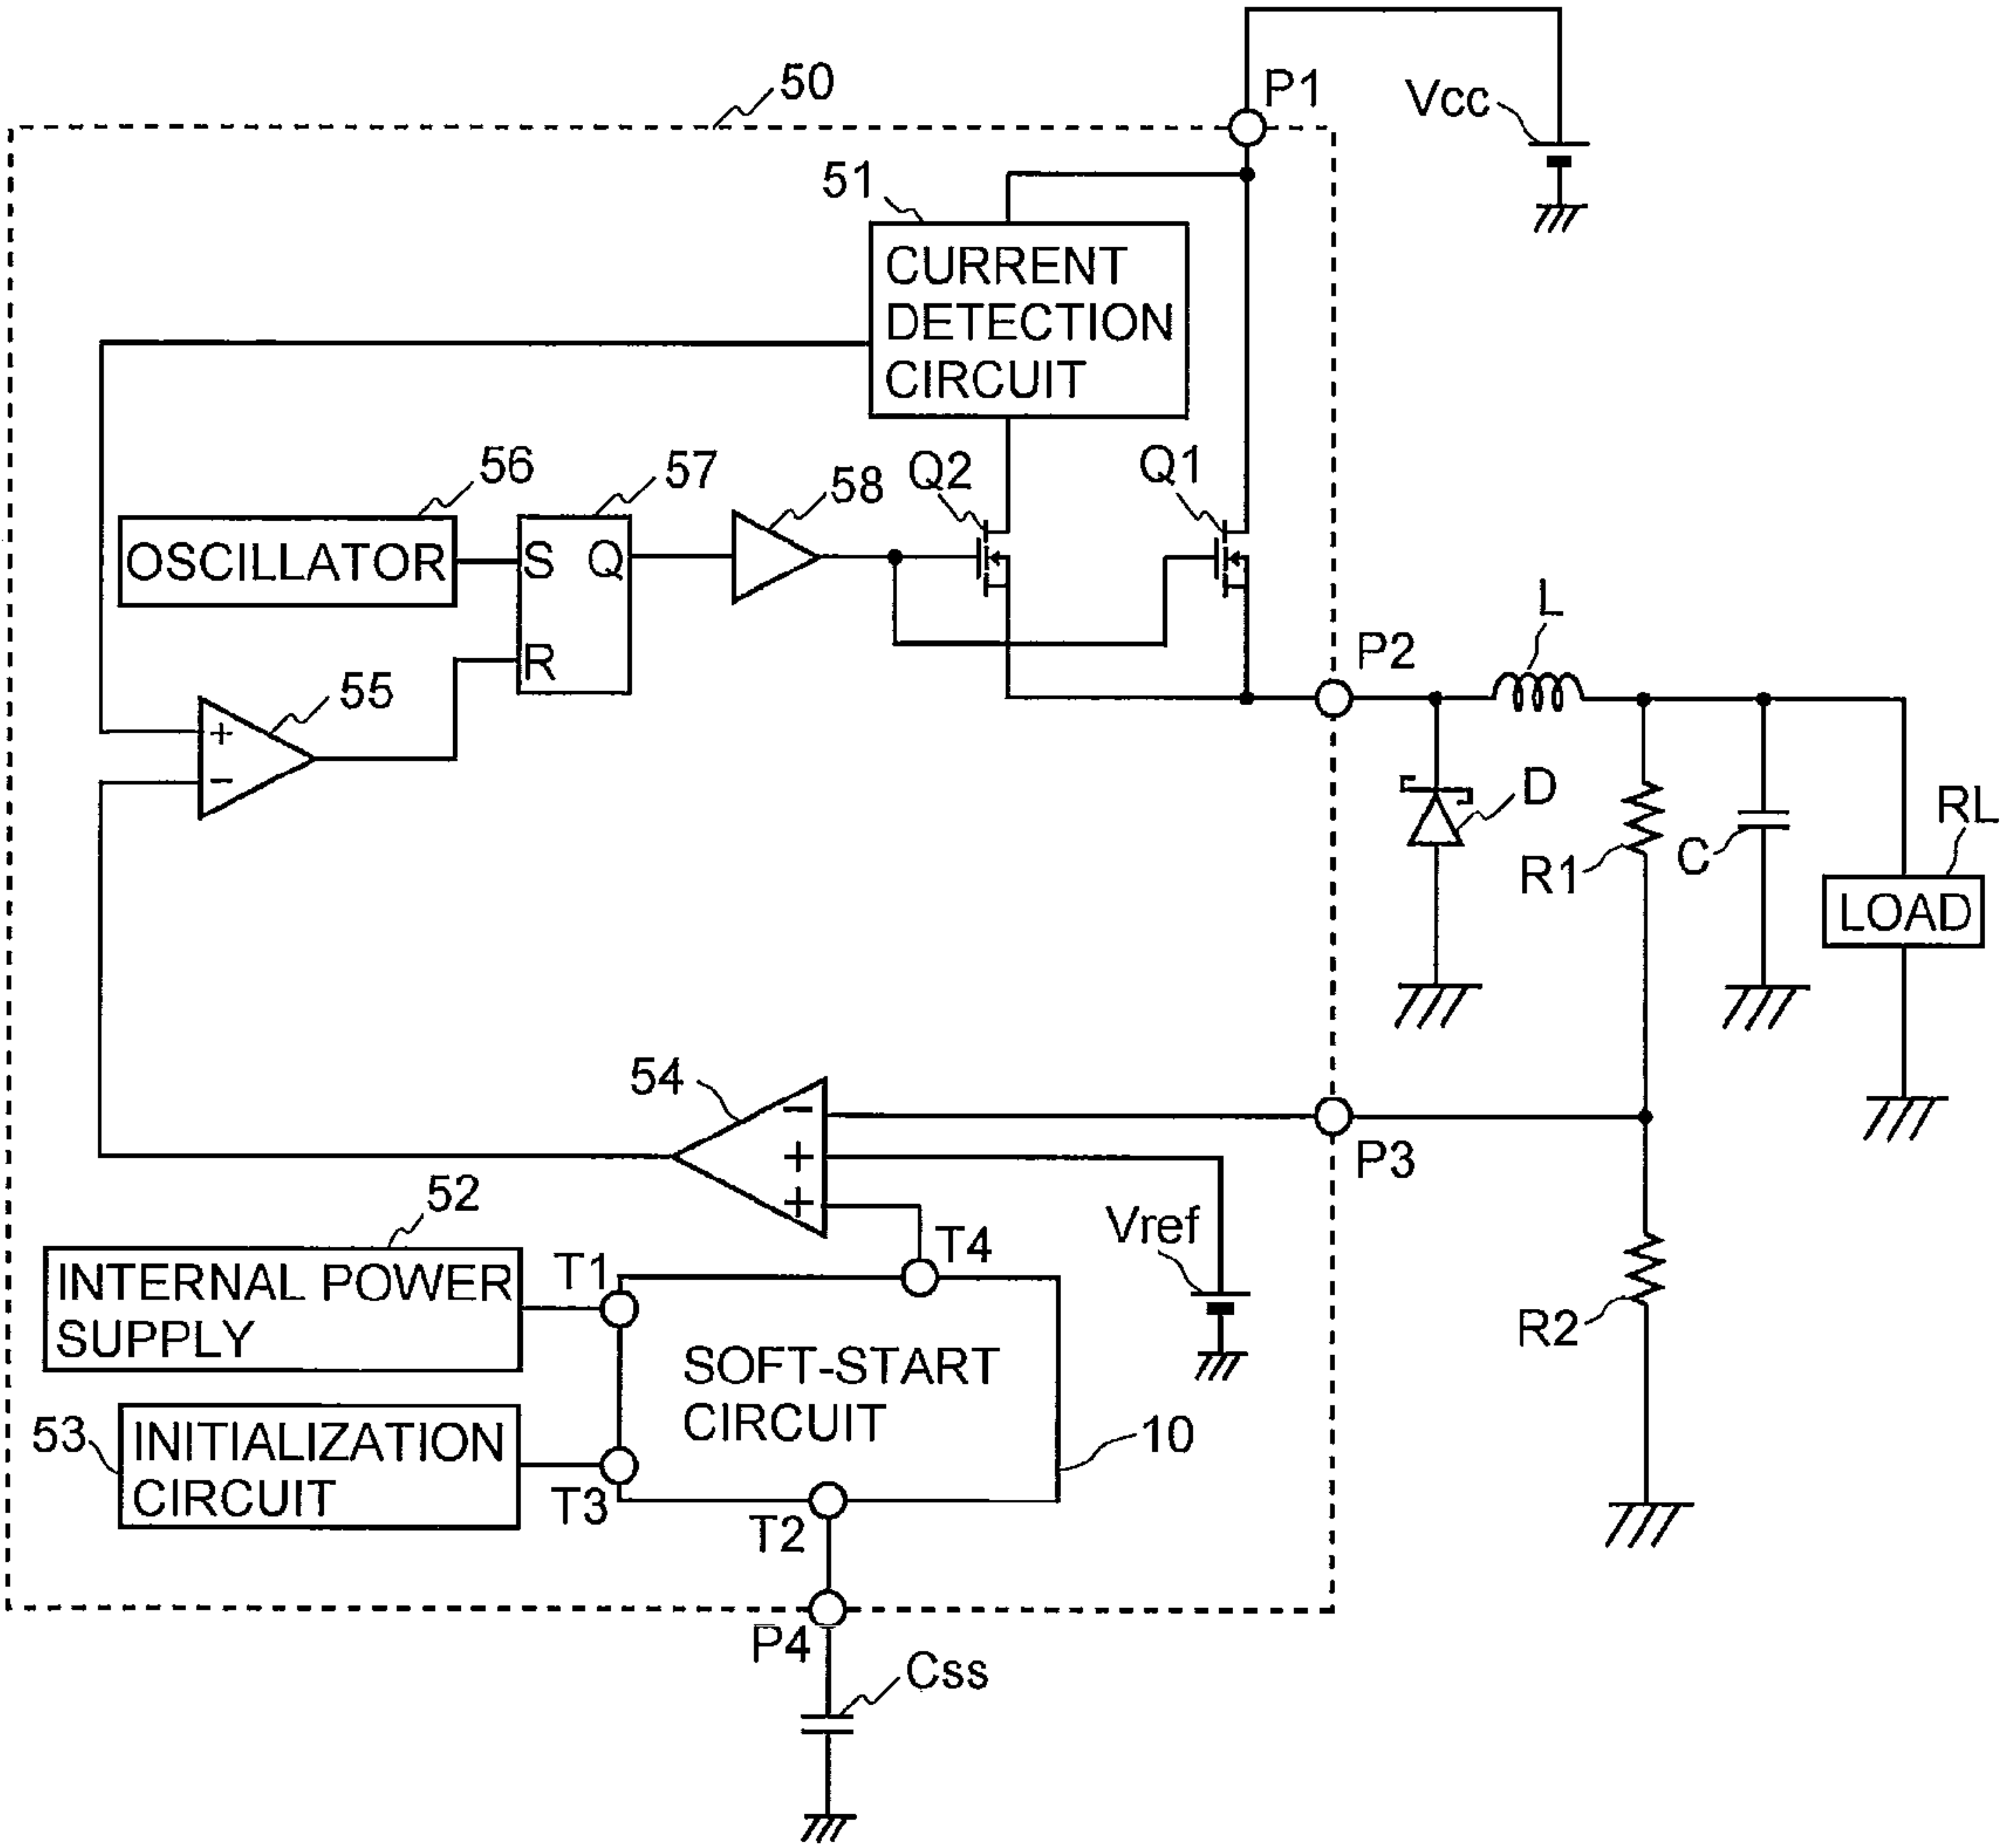 50
P1
Vcc
51
CURRENT
DETECTION
CIRCUIT
56
57
58
Q2
Q1
OSCILLATOR
S
Q
R
L
P2
55
+
−
D
RL
R1
C
LOAD
54
−
+
+
P3
52
Vref
T4
T1
INTERNAL POWER
SUPPLY
R2
SOFT-START
CIRCUIT
53
INITIALIZATION
CIRCUIT
10
T3
T2
P4
Css